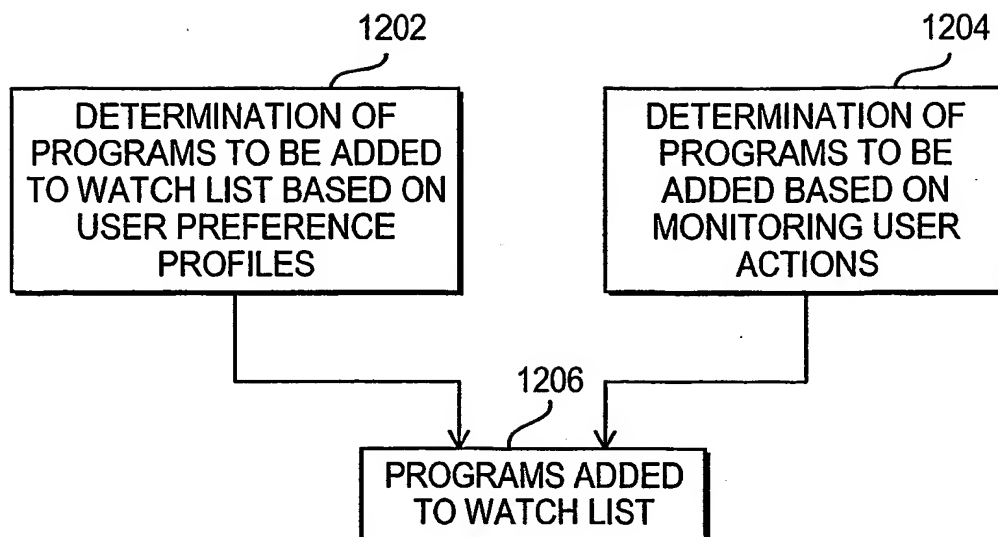 1202
DETERMINATION OF
PROGRAMS TO BE ADDED
TO WATCH LIST BASED ON
USER PREFERENCE
PROFILES
1204
DETERMINATION OF
PROGRAMS TO BE
ADDED BASED ON
MONITORING USER
ACTIONS
1206
PROGRAMS ADDED
TO WATCH LIST